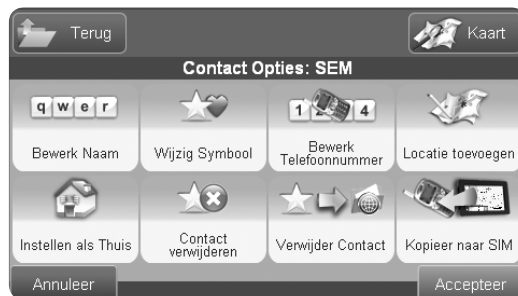 Terug
Kaart
Contact Opties: SEM
q w e r
1 2 4
Bewerk Naam
Wijzig Symbool
Bewerk
Telefoonnummer
Locatie toevoegen
Instellen als Thuis
Contact
verwijderen
Verwijder Contact
Kopieer naar SIM
Annuleer
Accepteer